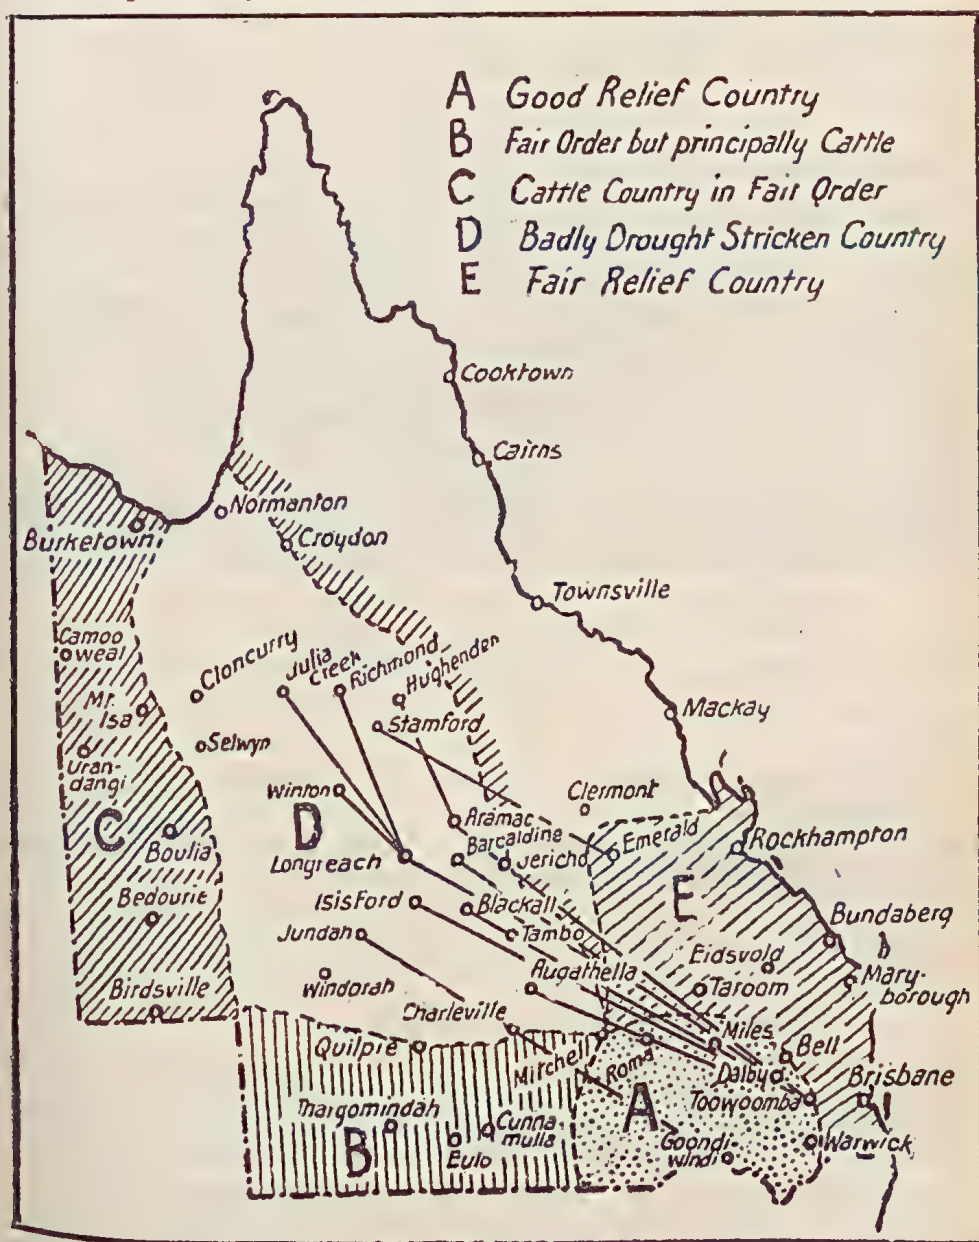 A Good Relief Country
B Fair Order but principally Cattle
C Cattle Country in Fair Order
D Badly Drought Stricken Country
E Fair Relief Country
Cooktown
Cairns
Normanton
Burketown
Croydon
Townsville
Camoo
weal
Cloncurry
Julia
Creek
Richmond
Hughenden
Mt.
Isa
Stamford
Mackay
Selwyn
Uran-
dangi
Winton
D
Clermont
C
Aramac
Barcaldine
Emerald
Rockhampton
Boulia
Longreach
Jericho
E
Bedourie
Isisford
Blackall
Bundaberg
Jundah
Tambo
Eidsvold
Windorah
Augathella
Taroom
Mary-
borough
Birdsville
Charleville
Miles
Quilpie
Mitchell
Roma
Bell
Dalby
Brisbane
Thargomindah
Cunna
mulla
A
Toowoomba
B
Eulo
Goondi-
windi
Warwick